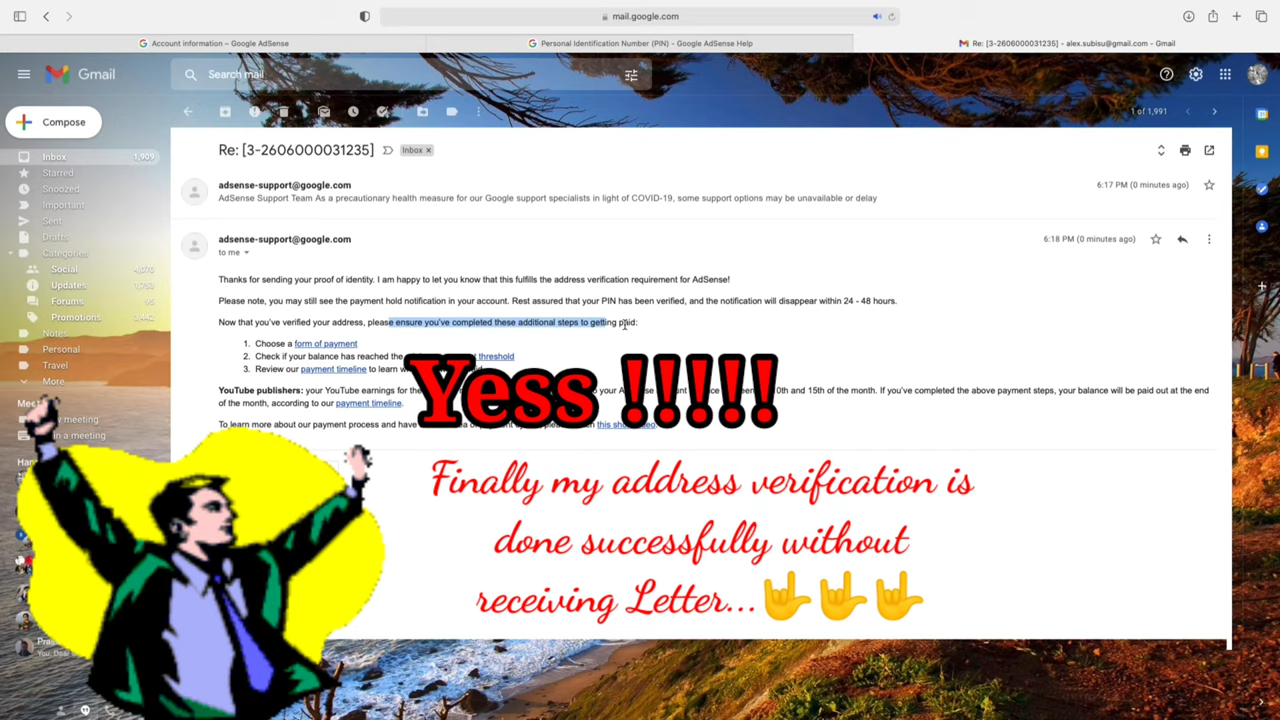 mail.google.com
Account information – Google AdSense
Personal Identification Number (PIN) - Google AdSense Help
Re: [3-2606000031235] - alex.subisu@gmail.com - Gmail
Gmail
Search mail
Compose
1 of 1,991
Inbox 1,909
Starred
Snoozed
Important
Sent
Drafts
Categories
Social 4,070
Updates 1,753
Forums 95
Promotions 3,442
Notes
Personal
Travel
More
Meet
meeting
in a meeting
Re: [3-2606000031235] Inbox
adsense-support@google.com 6:17 PM (0 minutes ago)
AdSense Support Team As a precautionary health measure for our Google support specialists in light of COVID-19, some support options may be unavailable or delay
adsense-support@google.com 6:18 PM (0 minutes ago)
to me
Thanks for sending your proof of identity. I am happy to let you know that this fulfills the address verification requirement for AdSense!
Please note, you may still see the payment hold notification in your account. Rest assured that your PIN has been verified, and the notification will disappear within 24 - 48 hours.
Now that you've verified your address, please ensure you've completed these additional steps to getting paid:
1. Choose a form of payment
2. Check if your balance has reached the threshold
3. Review our payment timeline to learn
YouTube publishers: your YouTube earnings for the and 15th of the month. If you've completed the above payment steps, your balance will be paid out at the end
of the month, according to our payment timeline.
To learn more about our payment process and have
Yess !!!!!
Finally my address verification is
done successfully without
receiving Letter...🤟🤟🤟